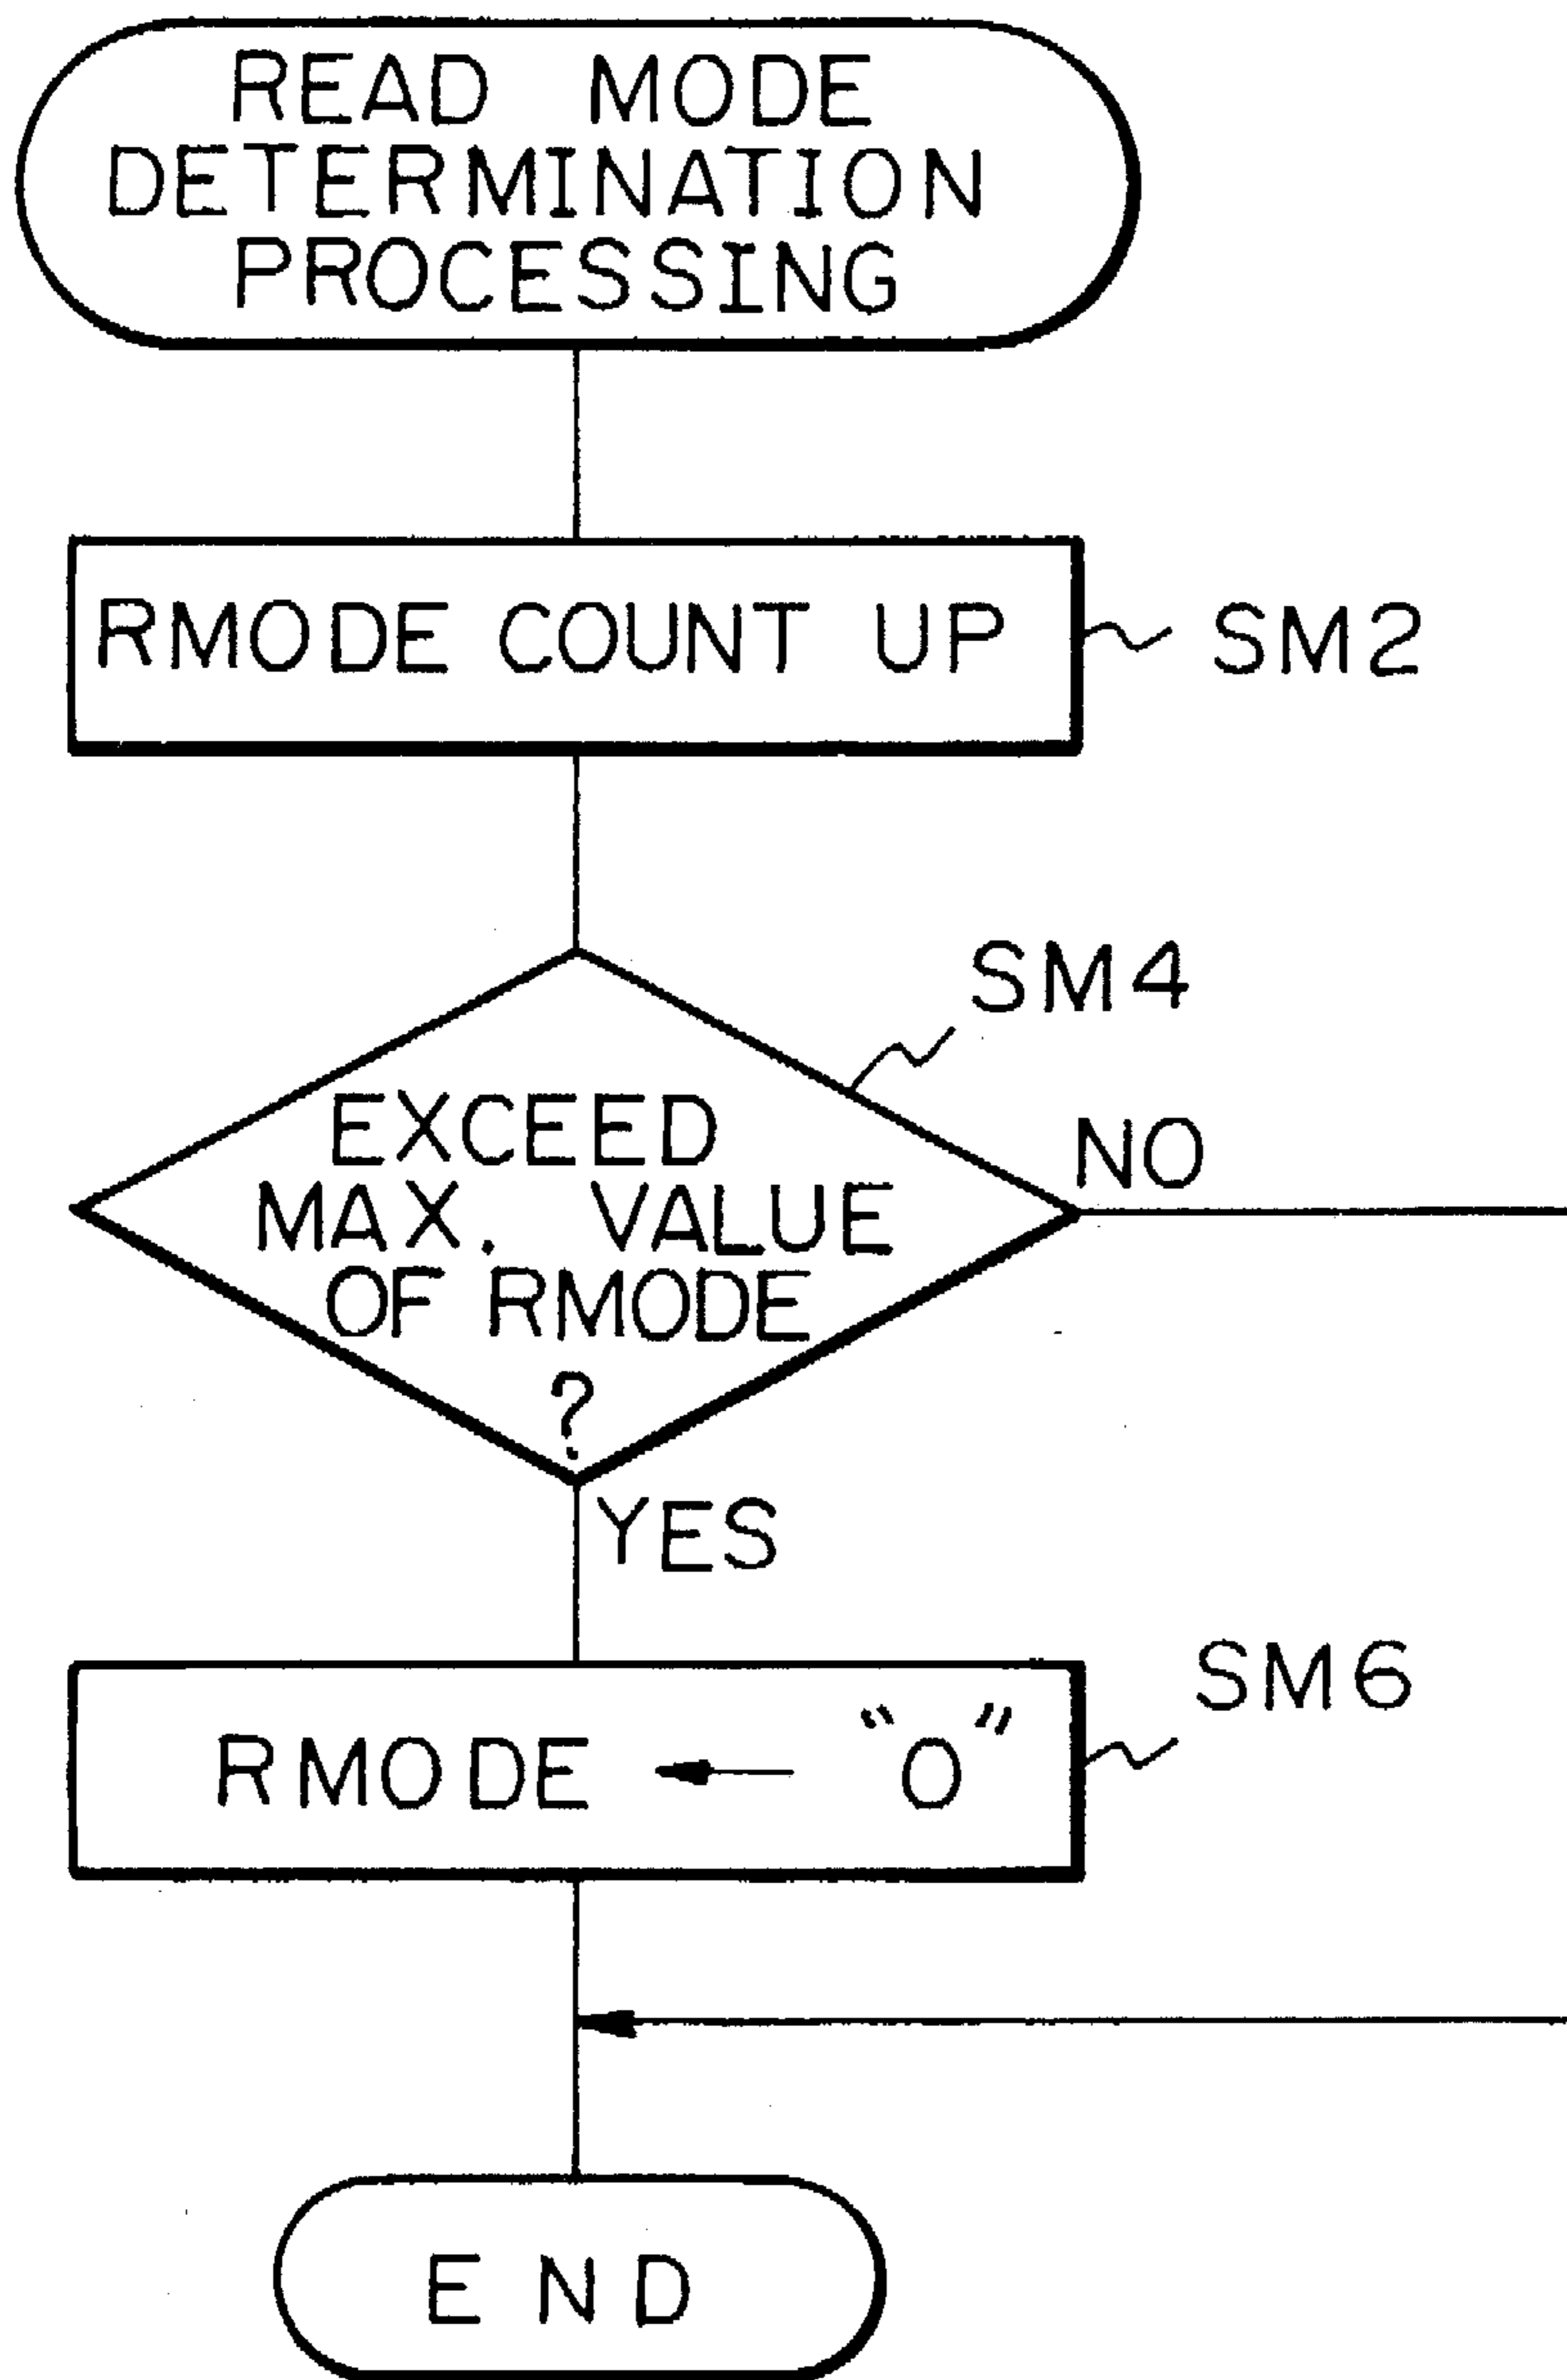 READ MODE
DETERMINATION
PROCESSING
RMODE COUNT UP
SM2
SM4
EXCEED
MAX. VALUE
OF RMODE
?
NO
YES
SM6
RMODE ← "0"
END